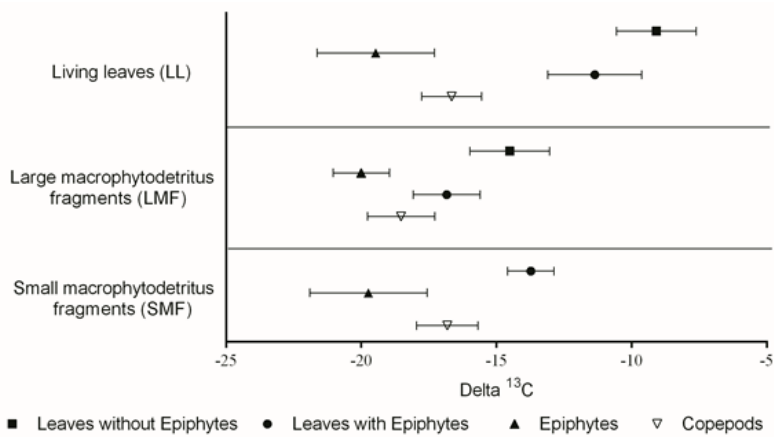 Living leaves (LL)
Large macrophytodetritus
fragments (LMF)
Small macrophytodetritus
fragments (SMF)
-25 -20 -15 -10 -5
Delta ¹³C
Leaves without Epiphytes Leaves with Epiphytes Epiphytes Copepods